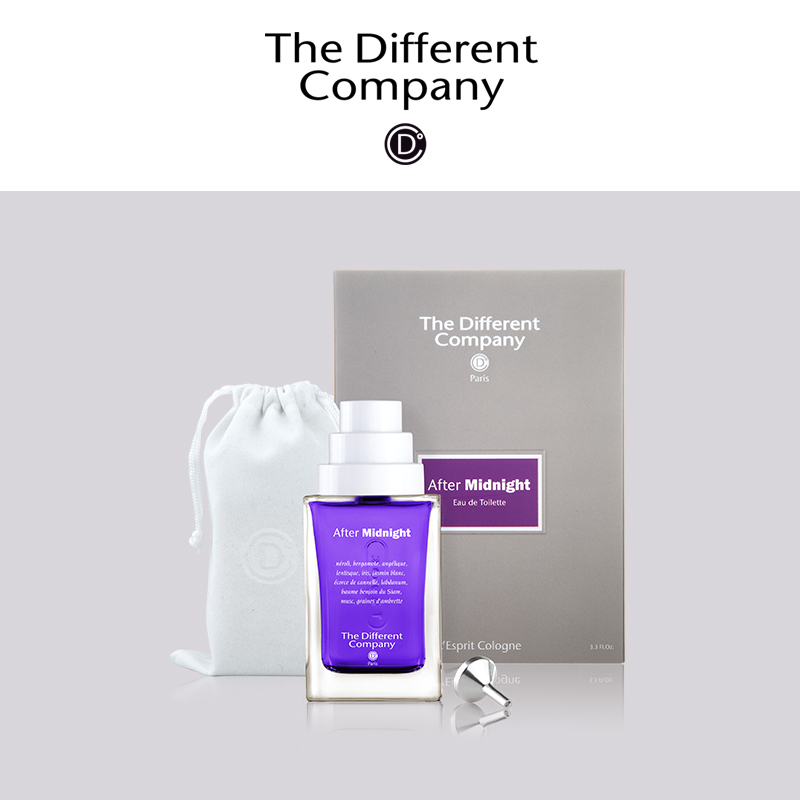 The Different
Company
The Different
Company
Paris
After Midnight
Eau de Toilette
After Midnight
néroli, bergamote, angélique,
lentisque, iris, jasmin blanc,
écorce de cannelle, labdanum,
baume benjoin du Siam,
musc, graines d'ambrette
The Different
Company
Paris
L'Esprit Cologne
3.3 Fl.Oz.